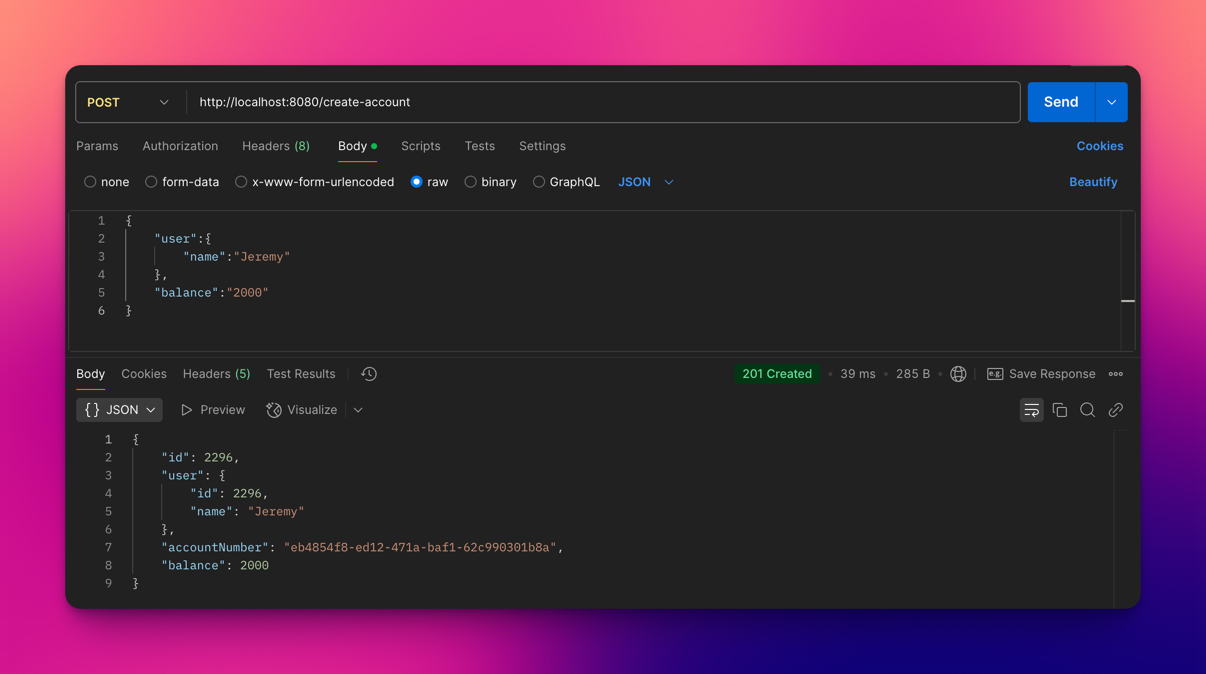 POST http://localhost:8080/create-account Send
Params Authorization Headers (8) Body Scripts Tests Settings Cookies
none form-data x-www-form-urlencoded raw binary GraphQL JSON Beautify
1 {
2 "user":{
3 "name":"Jeremy"
4 },
5 "balance":"2000"
6 }
Body Cookies Headers (5) Test Results 201 Created 39 ms 285 B e.g. Save Response
{} JSON Preview Visualize
1 {
2 "id": 2296,
3 "user": {
4 "id": 2296,
5 "name": "Jeremy"
6 },
7 "accountNumber": "eb4854f8-ed12-471a-baf1-62c990301b8a",
8 "balance": 2000
9 }